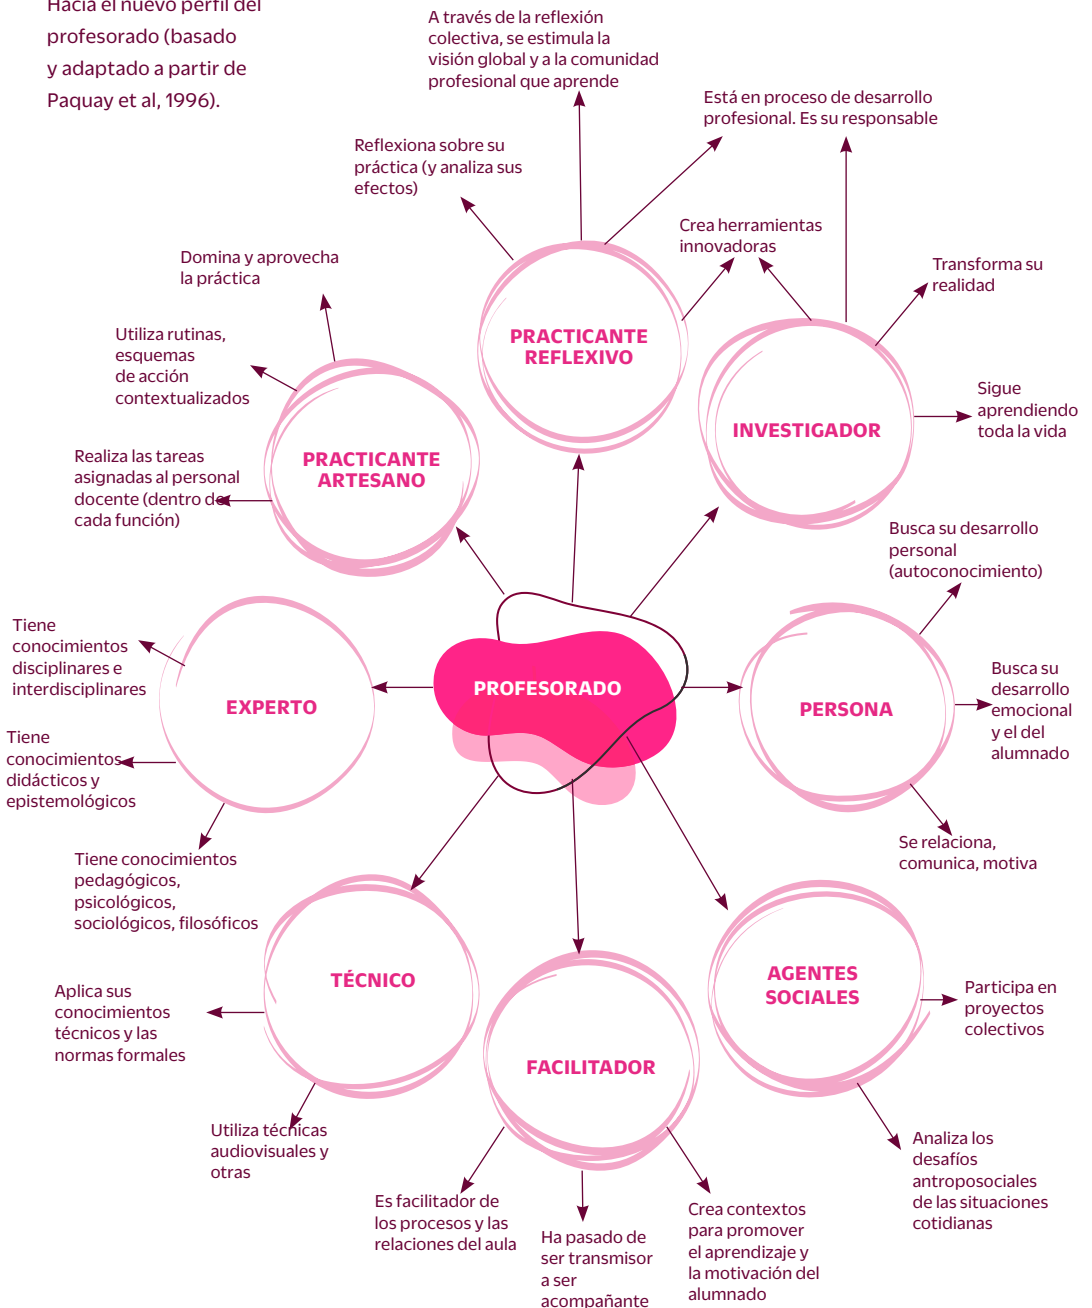 Hacia el nuevo perfil del
profesorado (basado
y adaptado a partir de
Paquay et al, 1996).
A través de la reflexión
colectiva, se estimula la
visión global y a la comunidad
profesional que aprende
Está en proceso de desarrollo
profesional. Es su responsable
Reflexiona sobre su
práctica (y analiza sus
efectos)
Crea herramientas
innovadoras
Domina y aprovecha
la práctica
Transforma su
realidad
Utiliza rutinas,
esquemas
de acción
contextualizados
PRACTICANTE
REFLEXIVO
Sigue
aprendiendo
toda la vida
INVESTIGADOR
PRACTICANTE
ARTESANO
Realiza las tareas
asignadas al personal
docente (dentro de
cada función)
Busca su desarrollo
personal
(autoconocimiento)
Tiene
conocimientos
disciplinares e
interdisciplinares
EXPERTO
PROFESORADO
PERSONA
Busca su
desarrollo
emocional
y el del
alumnado
Tiene
conocimientos
didácticos y
epistemológicos
Se relaciona,
comunica, motiva
Tiene conocimientos
pedagógicos,
psicológicos,
sociológicos, filosóficos
TÉCNICO
AGENTES
SOCIALES
Aplica sus
conocimientos
técnicos y las
normas formales
Participa en
proyectos
colectivos
FACILITADOR
Utiliza técnicas
audiovisuales y
otras
Analiza los
desafíos
antroposociales
de las situaciones
cotidianas
Es facilitador de
los procesos y las
relaciones del aula
Ha pasado de
ser transmisor
a ser
acompañante
Crea contextos
para promover
el aprendizaje y
la motivación del
alumnado